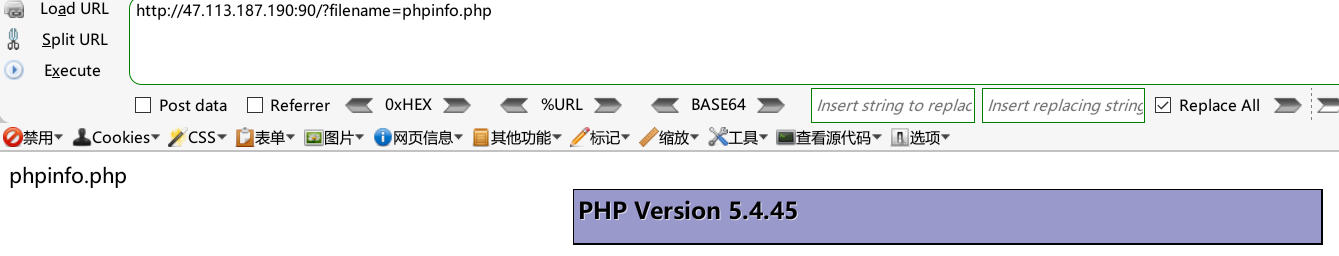 Load URL
http://47.113.187.190:90/?filename=phpinfo.php
Split URL
Execute
Post data Referrer 0xHEX %URL BASE64 Insert string to replac Insert replacing string Replace All
禁用 Cookies CSS 表单 图片 网页信息 其他功能 标记 缩放 工具 查看源代码 选项
phpinfo.php
PHP Version 5.4.45